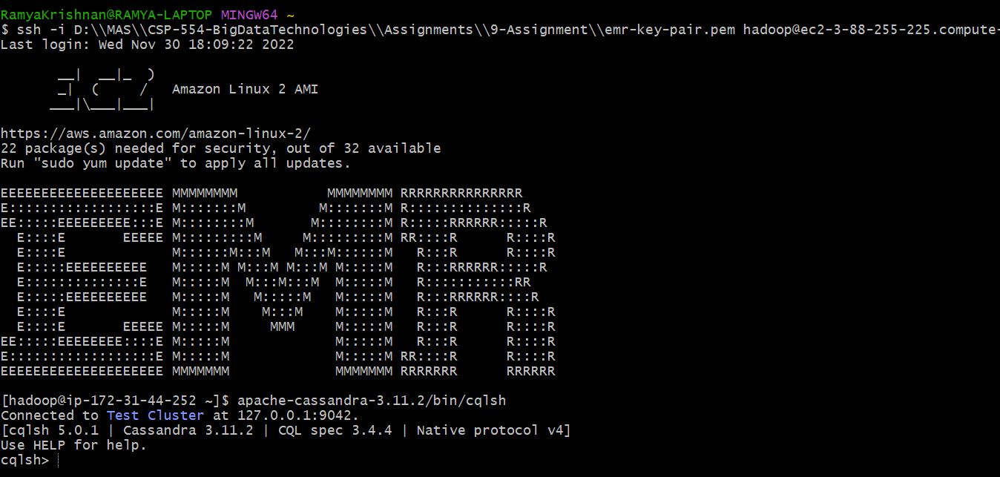 RamyaKrishnan@RAMYA-LAPTOP MINGW64 ~
$ ssh -i D:\\MAS\\CSP-554-BigDataTechnologies\\Assignments\\9-Assignment\\emr-key-pair.pem hadoop@ec2-3-88-255-225.compute-
Last login: Wed Nov 30 18:09:22 2022

       __|  __|_  )
       _|  (     /   Amazon Linux 2 AMI
      ___|\___|___|

https://aws.amazon.com/amazon-linux-2/
22 package(s) needed for security, out of 32 available
Run "sudo yum update" to apply all updates.

EEEEEEEEEEEEEEEEEEEE MMMMMMMM           MMMMMMMM RRRRRRRRRRRRRRR
E::::::::::::::::::E M:::::::M         M:::::::M R::::::::::::::R
EE:::::EEEEEEEEE:::E M::::::::M       M::::::::M R:::::RRRRRR:::::R
  E::::E       EEEEE M:::::::::M     M:::::::::M RR::::R      R::::R
  E::::E             M::::::M:::M   M:::M::::::M   R:::R      R::::R
  E:::::EEEEEEEEEE   M:::::M M:::M M:::M M:::::M   R:::RRRRRR:::::R
  E::::::::::::::E   M:::::M  M:::M:::M  M:::::M   R:::::::::::RR
  E:::::EEEEEEEEEE   M:::::M   M:::::M   M:::::M   R:::RRRRRR::::R
  E::::E             M:::::M    M:::M    M:::::M   R:::R      R::::R
  E::::E       EEEEE M:::::M     MMM     M:::::M   R:::R      R::::R
EE:::::EEEEEEEE::::E M:::::M             M:::::M   R:::R      R::::R
E::::::::::::::::::E M:::::M             M:::::M RR::::R      R::::R
EEEEEEEEEEEEEEEEEEEE MMMMMMM             MMMMMMM RRRRRRR      RRRRRR

[hadoop@ip-172-31-44-252 ~]$ apache-cassandra-3.11.2/bin/cqlsh
Connected to Test Cluster at 127.0.0.1:9042.
[cqlsh 5.0.1 | Cassandra 3.11.2 | CQL spec 3.4.4 | Native protocol v4]
Use HELP for help.
cqlsh>